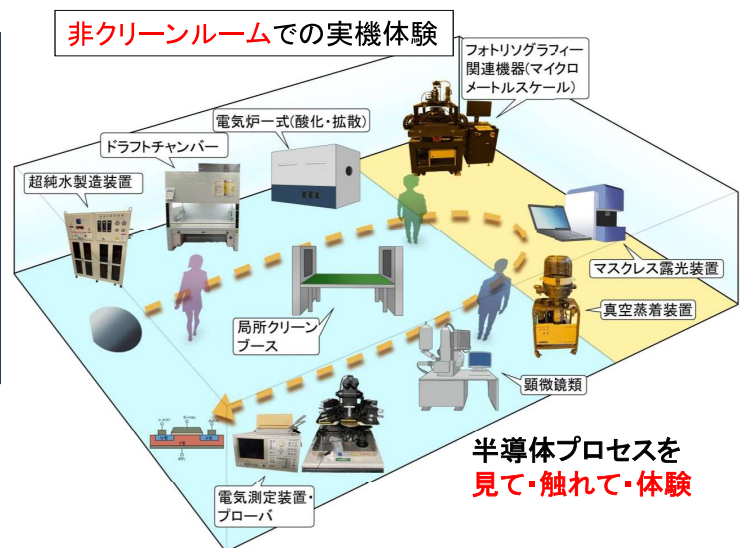 非クリーンルームでの実機体験
フォトリソグラフィー
関連機器(マイクロ
メートルスケール)
電気炉一式(酸化・拡散)
ドラフトチャンバー
超純水製造装置
マスクレス露光装置
真空蒸着装置
局所クリーン
ブース
顕微鏡類
電気測定装置・
プローバ
半導体プロセスを
見て・触れて・体験